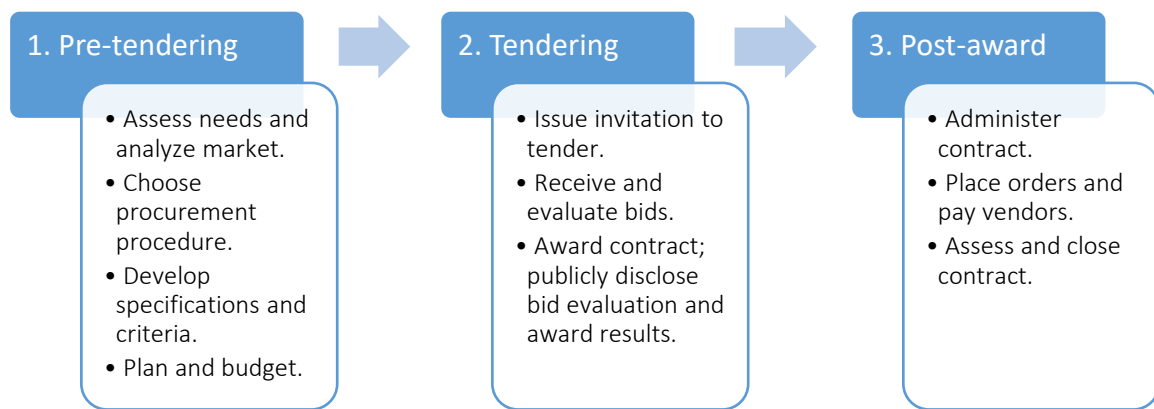 1. Pre-tendering
• Assess needs and
analyze market.
• Choose
procurement
procedure.
• Develop
specifications and
criteria.
• Plan and budget.
2. Tendering
• Issue invitation to
tender.
• Receive and
evaluate bids.
• Award contract;
publicly disclose
bid evaluation and
award results.
3. Post-award
• Administer
contract.
• Place orders and
pay vendors.
• Assess and close
contract.